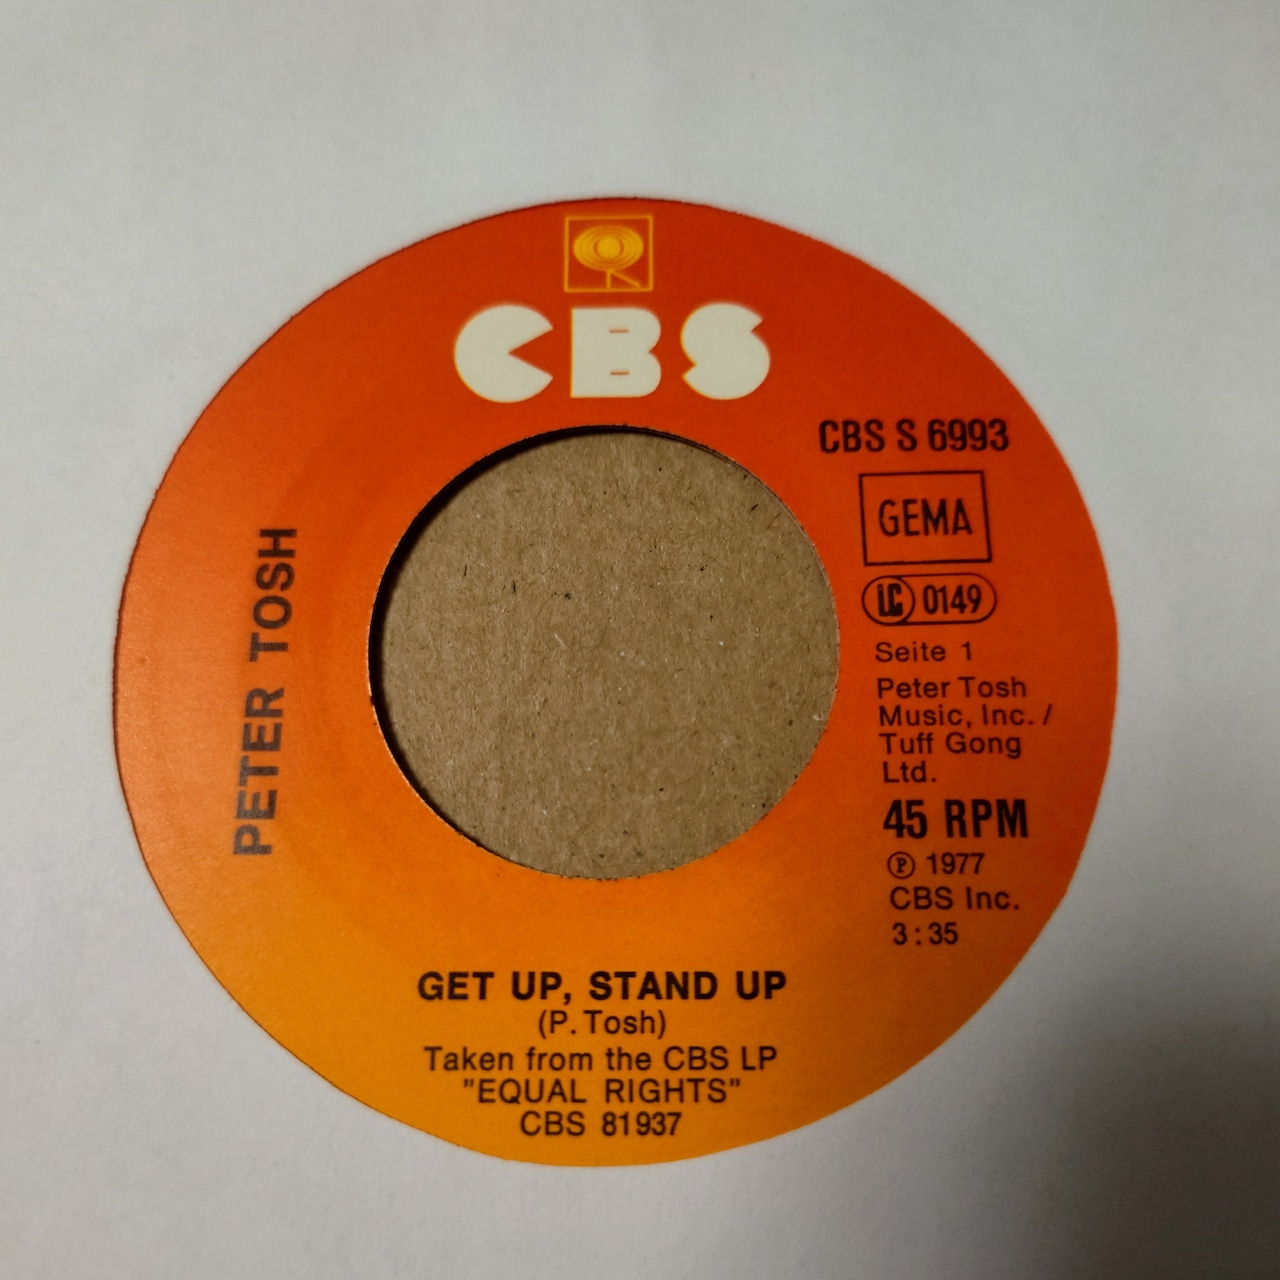 CBS
CBS S 6993
GEMA
LC 0149
Seite 1
Peter Tosh
Music, Inc. /
Tuff Gong
Ltd.
45 RPM
℗ 1977
CBS Inc.
3:35
PETER TOSH
GET UP, STAND UP
(P. Tosh)
Taken from the CBS LP
"EQUAL RIGHTS"
CBS 81937